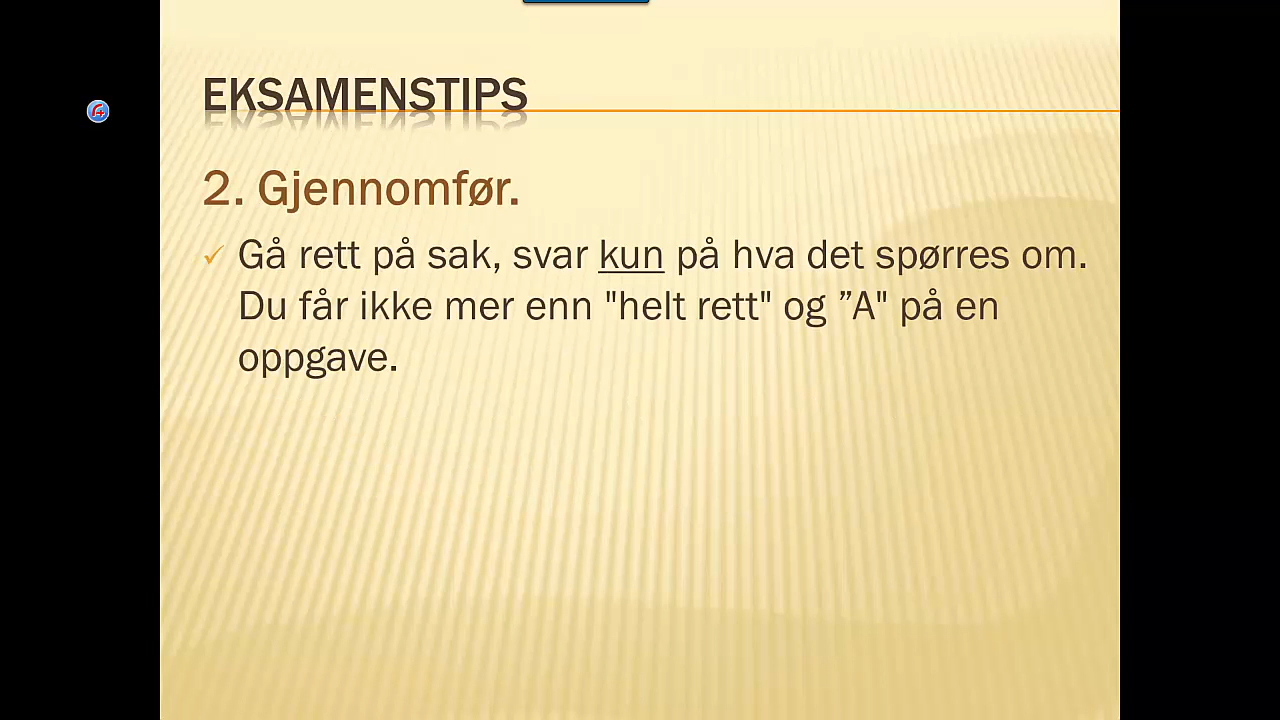 EKSAMENSTIPS
2. Gjennomfør.
Gå rett på sak, svar kun på hva det spørres om.
Du får ikke mer enn "helt rett" og ”A" på en
oppgave.